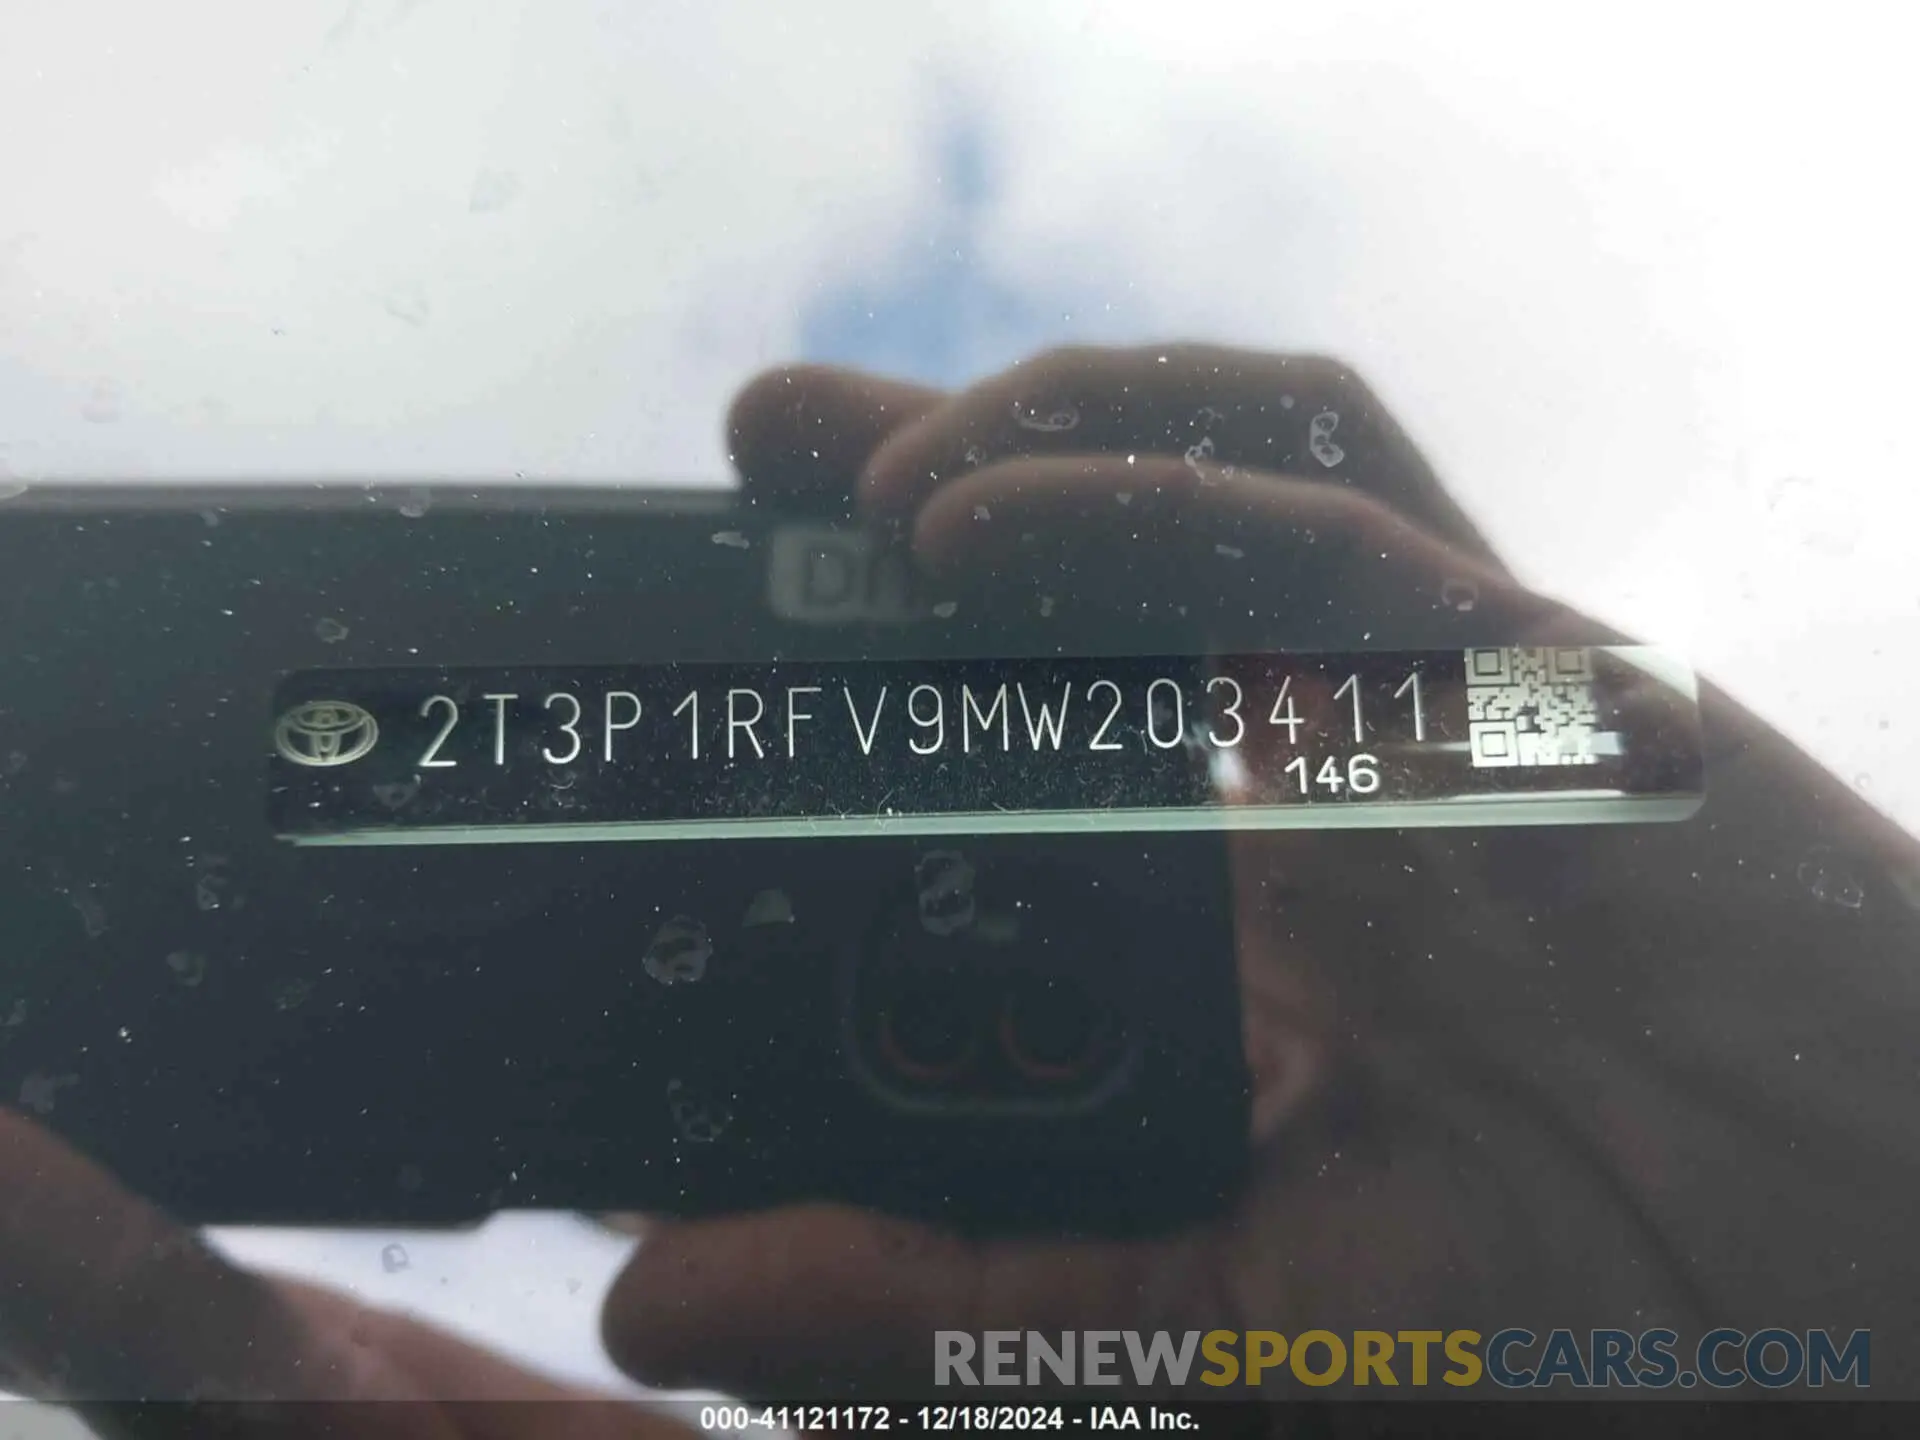 2T3P1RFV9MW203411
146
RENEWSPORTSCARS.COM
000-41121172 - 12/18/2024 - IAA Inc.